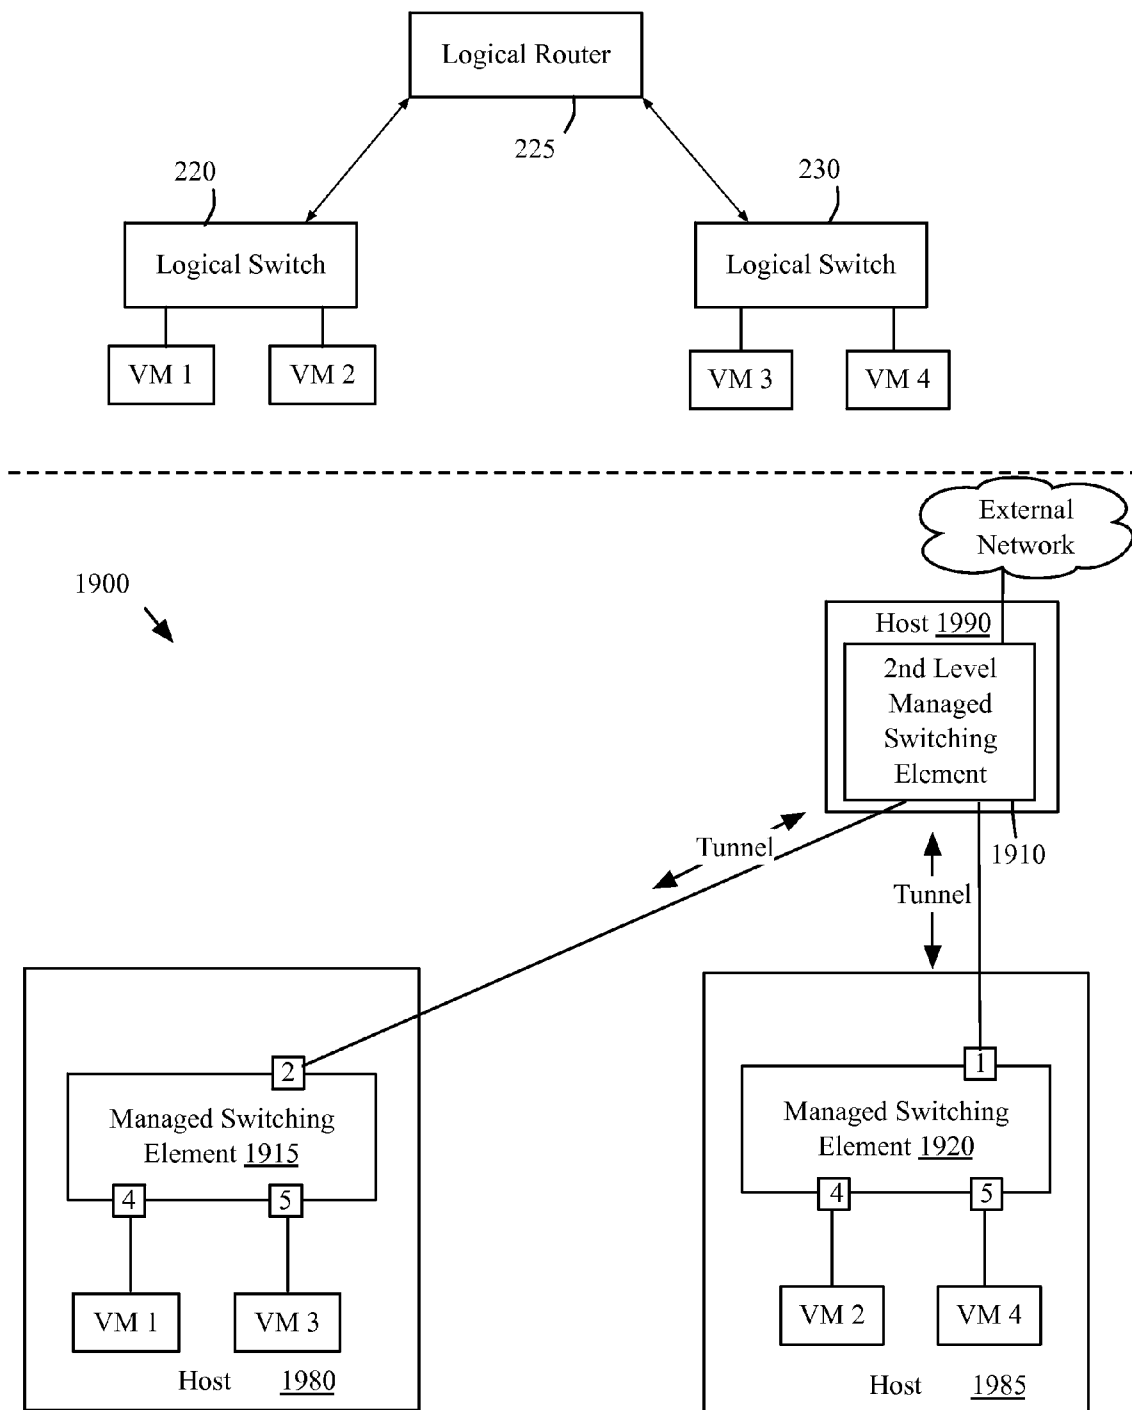 Logical Router
225
220
230
Logical Switch
Logical Switch
VM 1
VM 2
VM 3
VM 4
External
Network
1900
Host 1990
2nd Level
Managed
Switching
Element
Tunnel
1910
Tunnel
2
1
Managed Switching
Element 1915
Managed Switching
Element 1920
4
5
4
5
VM 1
VM 3
VM 2
VM 4
Host 1980
Host 1985